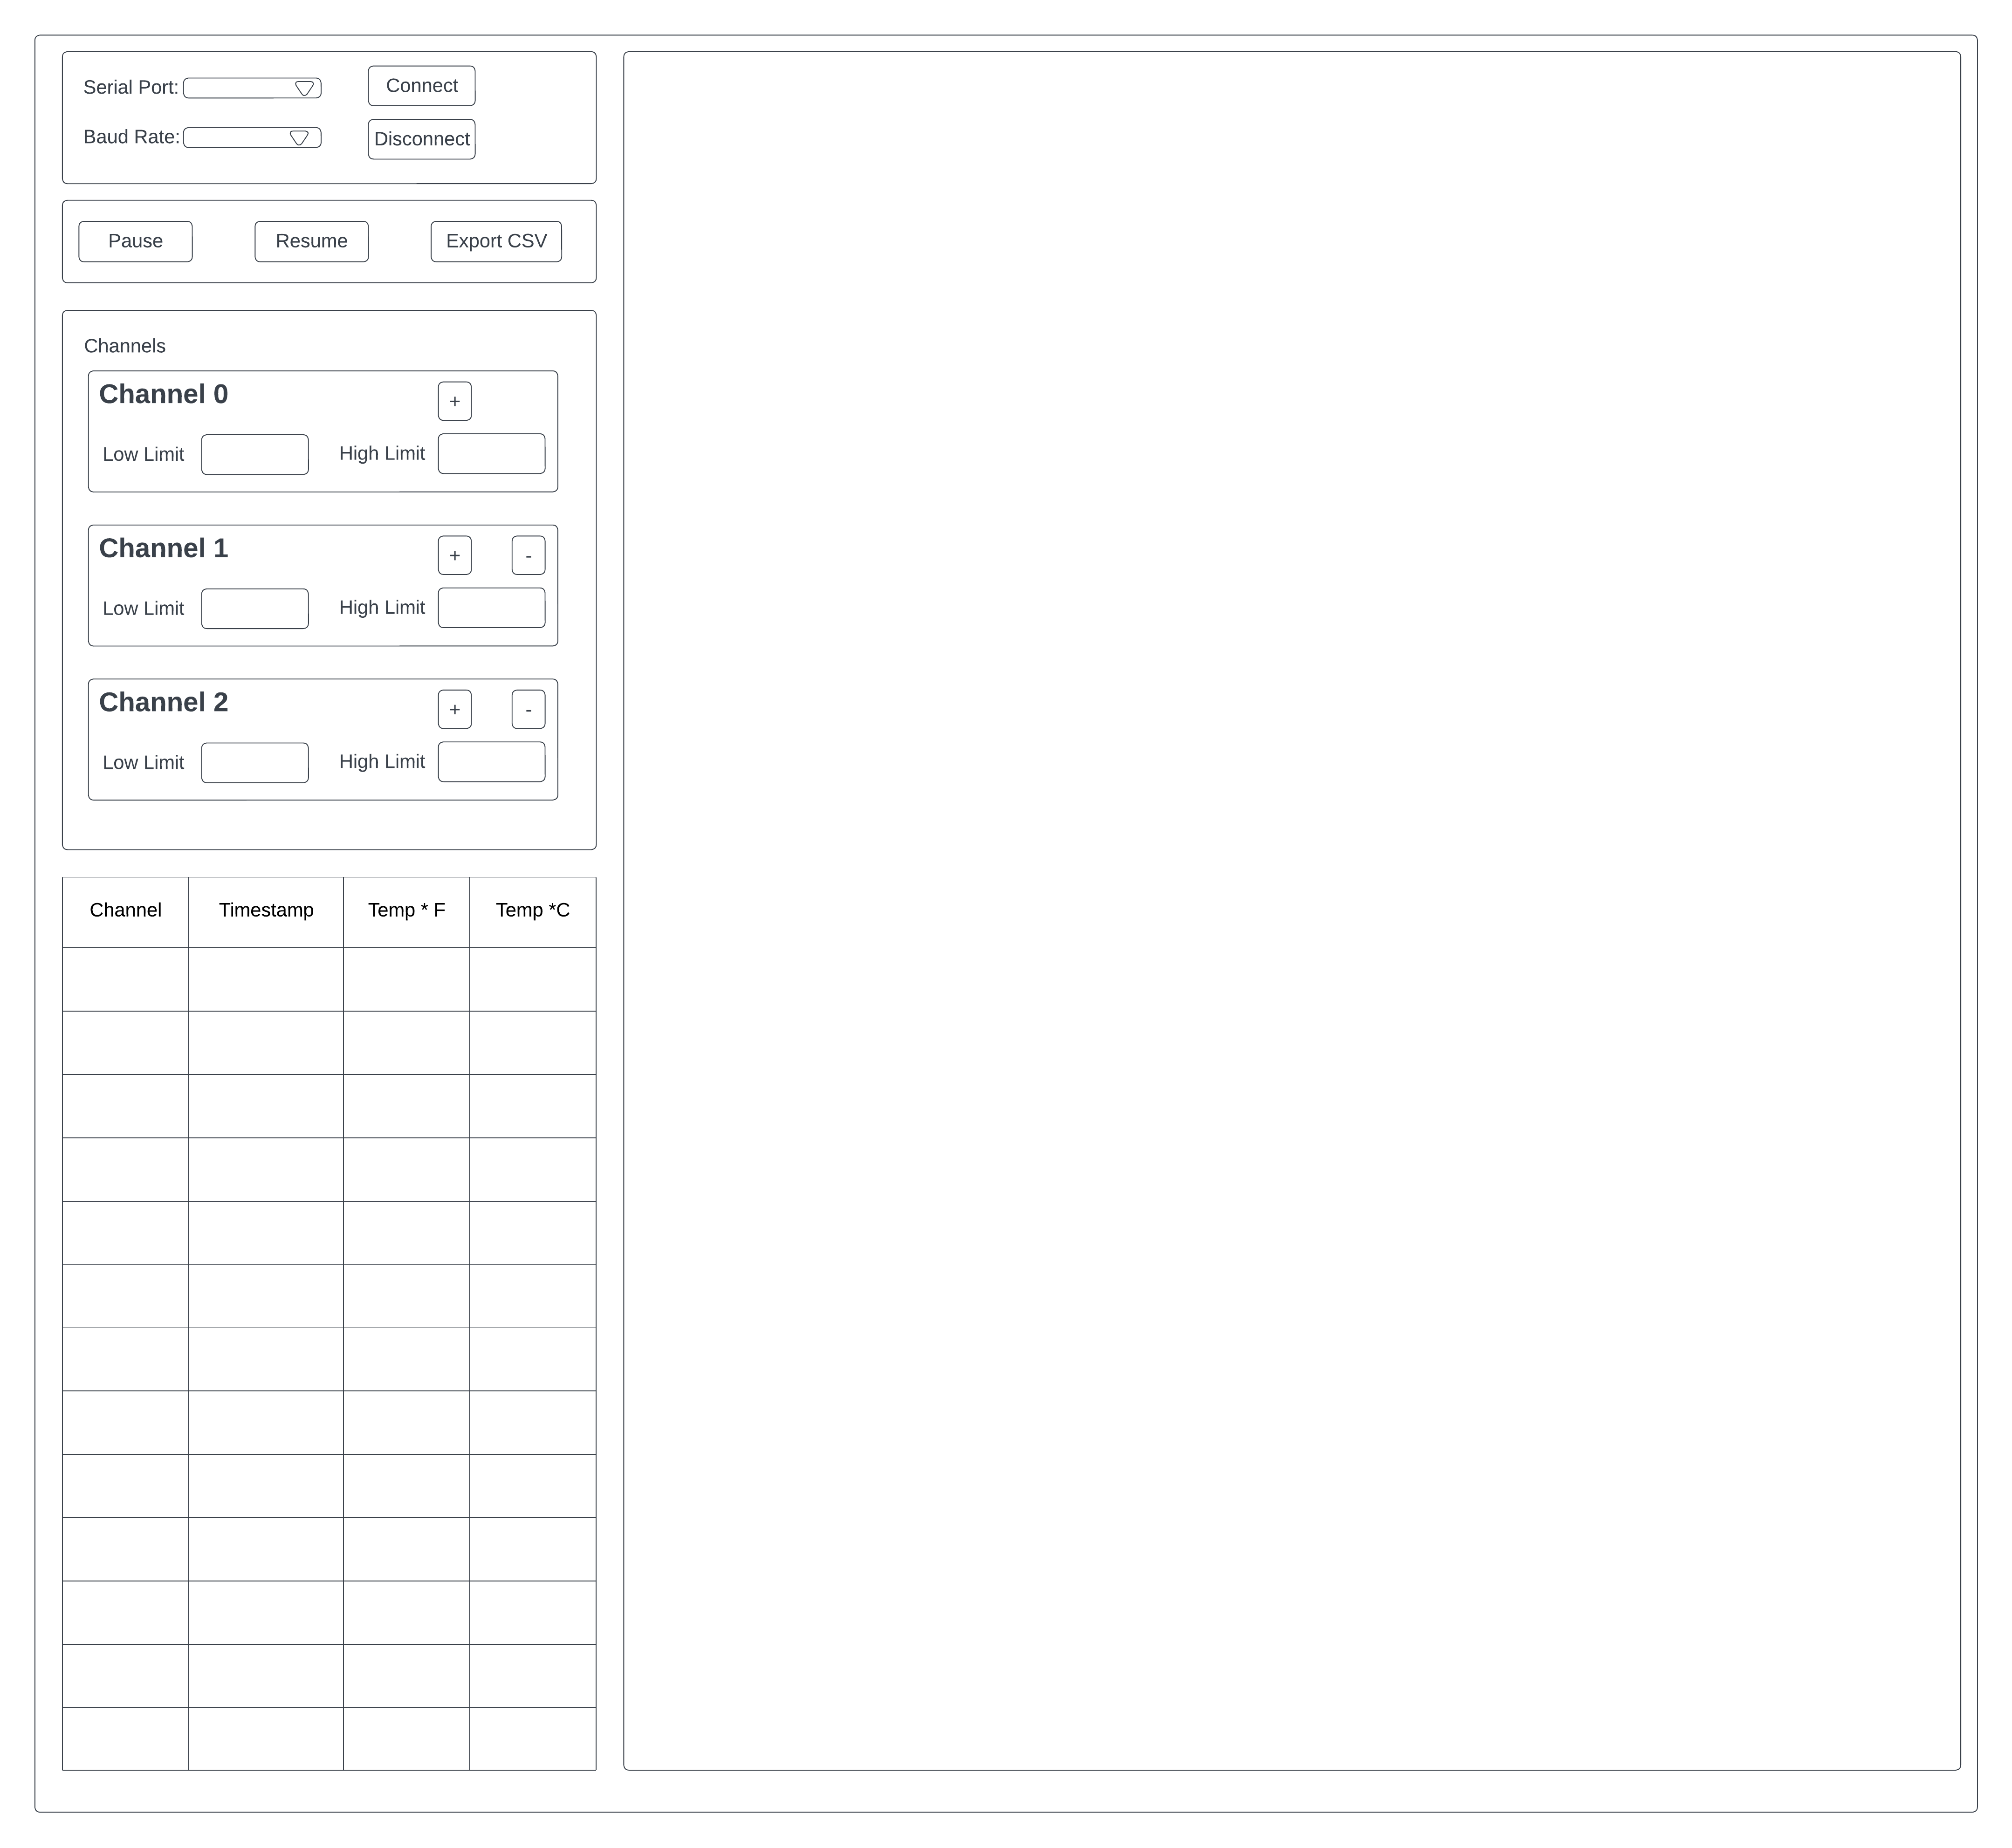 Serial Port:
Connect
Baud Rate:
Disconnect
Pause
Resume
Export CSV
Channels
Channel 0
+
Low Limit
High Limit
Channel 1
+
-
Low Limit
High Limit
Channel 2
+
-
Low Limit
High Limit
Channel
Timestamp
Temp * F
Temp *C